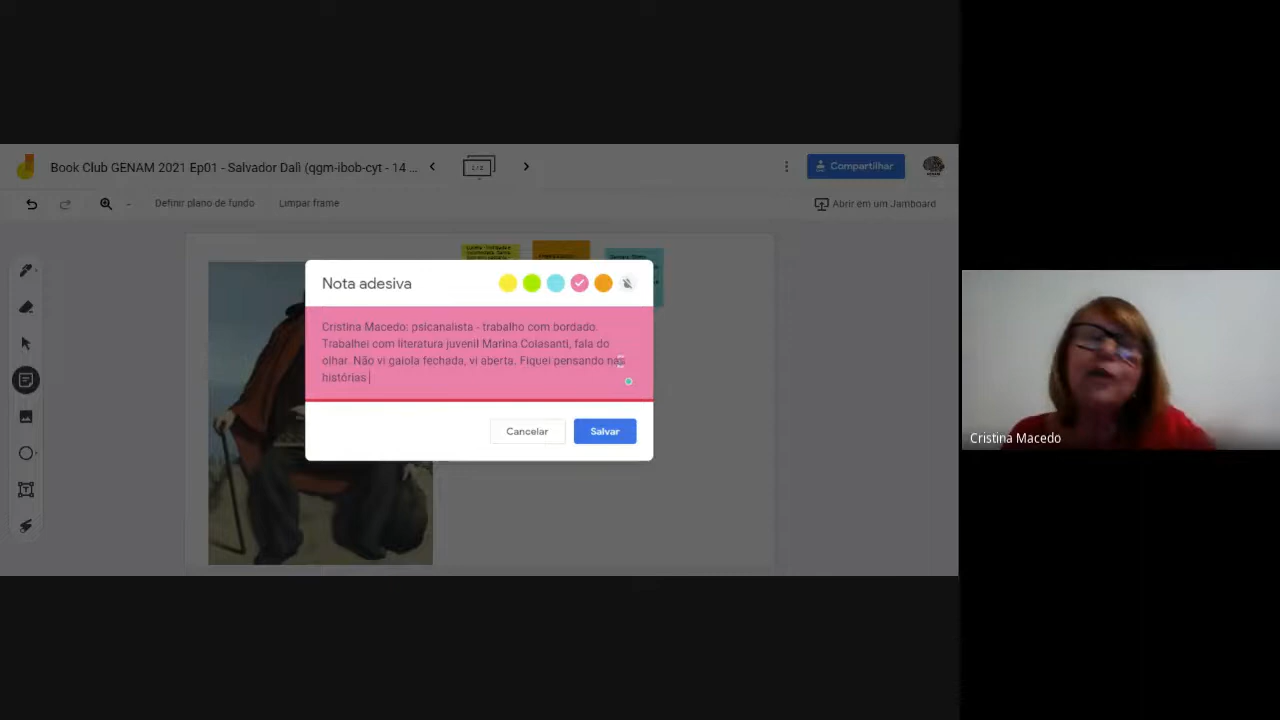 Book Club GENAM 2021 Ep01 - Salvador Dalì (qgm-ibob-cyt - 14 ...
Compartilhar
Definir plano de fundo
Limpar frame
Abrir em um Jamboard
Nota adesiva
Cristina Macedo: psicanalista - trabalho com bordado.
Trabalhei com literatura juvenil Marina Colasanti, fala do
olhar. Não vi gaiola fechada, vi aberta. Fiquei pensando nas
histórias
Cancelar
Salvar
Cristina Macedo